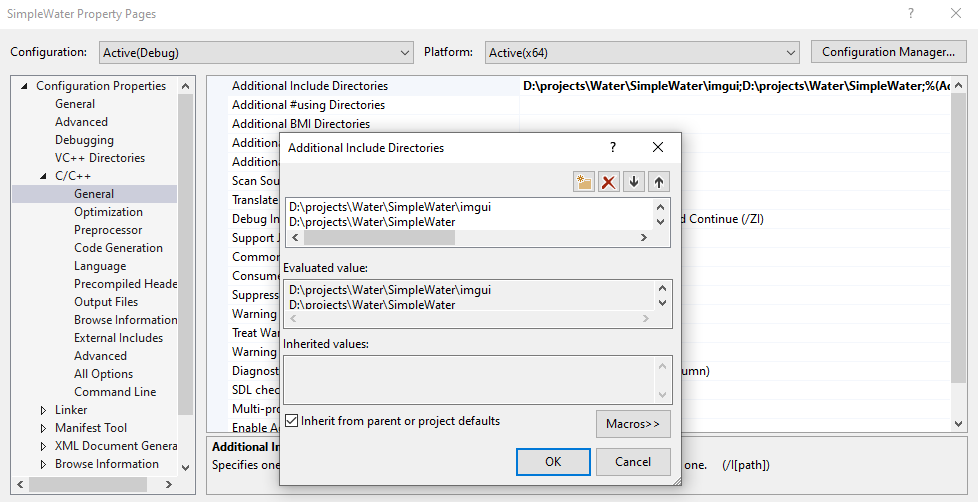 SimpleWater Property Pages
?
Configuration:
Active(Debug)
Platform:
Active(x64)
Configuration Manager...
Configuration Properties
General
Advanced
Debugging
VC++ Directories
C/C++
General
Optimization
Preprocessor
Code Generation
Language
Precompiled Heade
Output Files
Browse Information
External Includes
Advanced
All Options
Command Line
Linker
Manifest Tool
XML Document Genera
Browse Information
Additional Include Directories
D:\projects\Water\SimpleWater\imgui;D:\projects\Water\SimpleWater;%(Ad
Additional #using Directories
Additional BMI Directories
Additiona
Additiona
Scan Sou
Translate
Debug In
d Continue (/ZI)
Support J
Common
Consume
Suppress
Warning
Treat War
Warning
Diagnost
umn)
SDL chec
Multi-pro
Enable A
Additional In
Specifies one
one. (/I[path])
Additional Include Directories
?
D:\projects\Water\SimpleWater\imgui
D:\projects\Water\SimpleWater
Evaluated value:
D:\projects\Water\SimpleWater\imgui
D:\projects\Water\SimpleWater
Inherited values:
Inherit from parent or project defaults
Macros>>
OK
Cancel